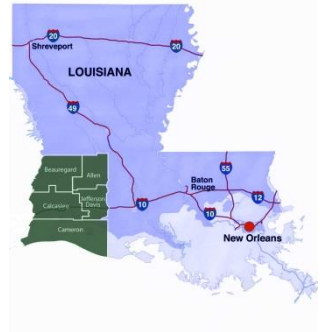 20
Shreveport
20
LOUISIANA
49
55
Baton
Rouge
12
Beauregard
Allen
Jefferson
Davis
Calcasieu
10
10
Cameron
New Orleans